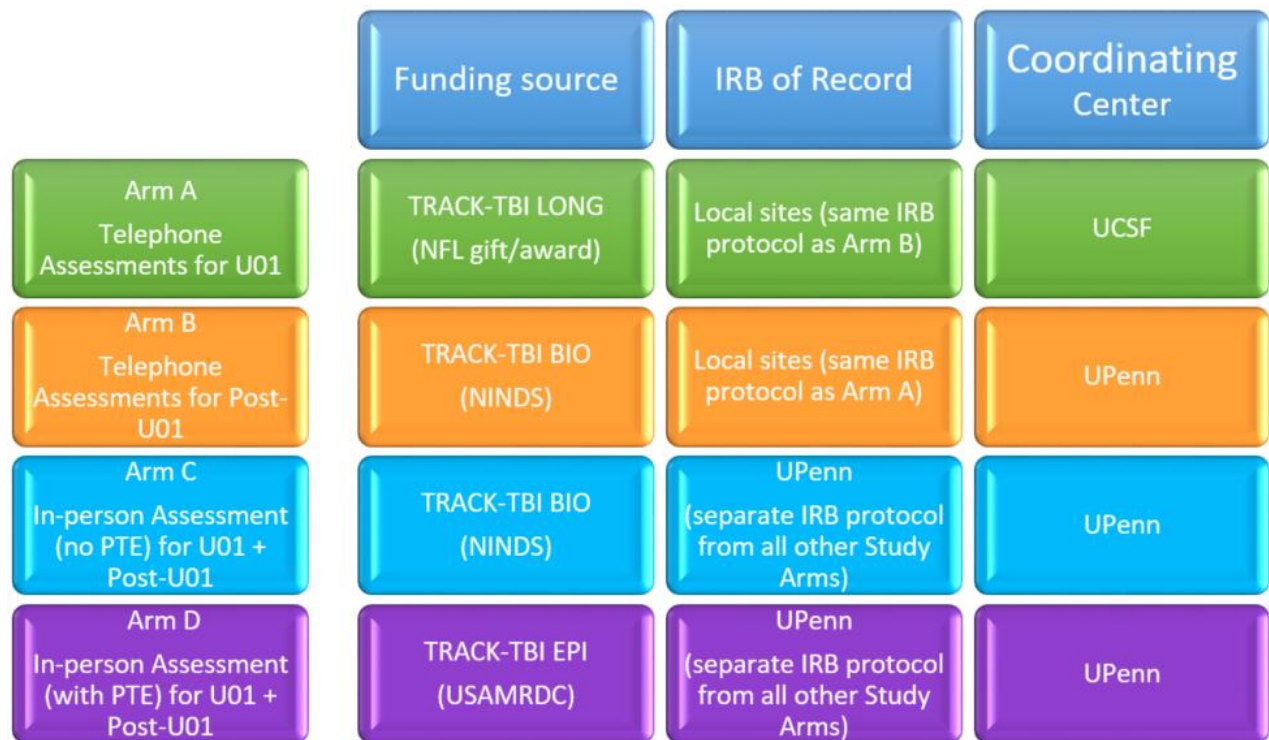 Funding source
IRB of Record
Coordinating
Center
Arm A
Telephone
Assessments for U01
TRACK-TBI LONG
(NFL gift/award)
Local sites (same IRB
protocol as Arm B)
UCSF
Arm B
Telephone
Assessments for Post-
U01
TRACK-TBI BIO
(NINDS)
Local sites (same IRB
protocol as Arm A)
UPenn
Arm C
In-person Assessment
(no PTE) for U01 +
Post-U01
TRACK-TBI BIO
(NINDS)
UPenn
(separate IRB protocol
from all other Study
Arms)
UPenn
Arm D
In-person Assessment
(with PTE) for U01 +
Post-U01
TRACK-TBI EPI
(USAMRDC)
UPenn
(separate IRB protocol
from all other Study
Arms)
UPenn